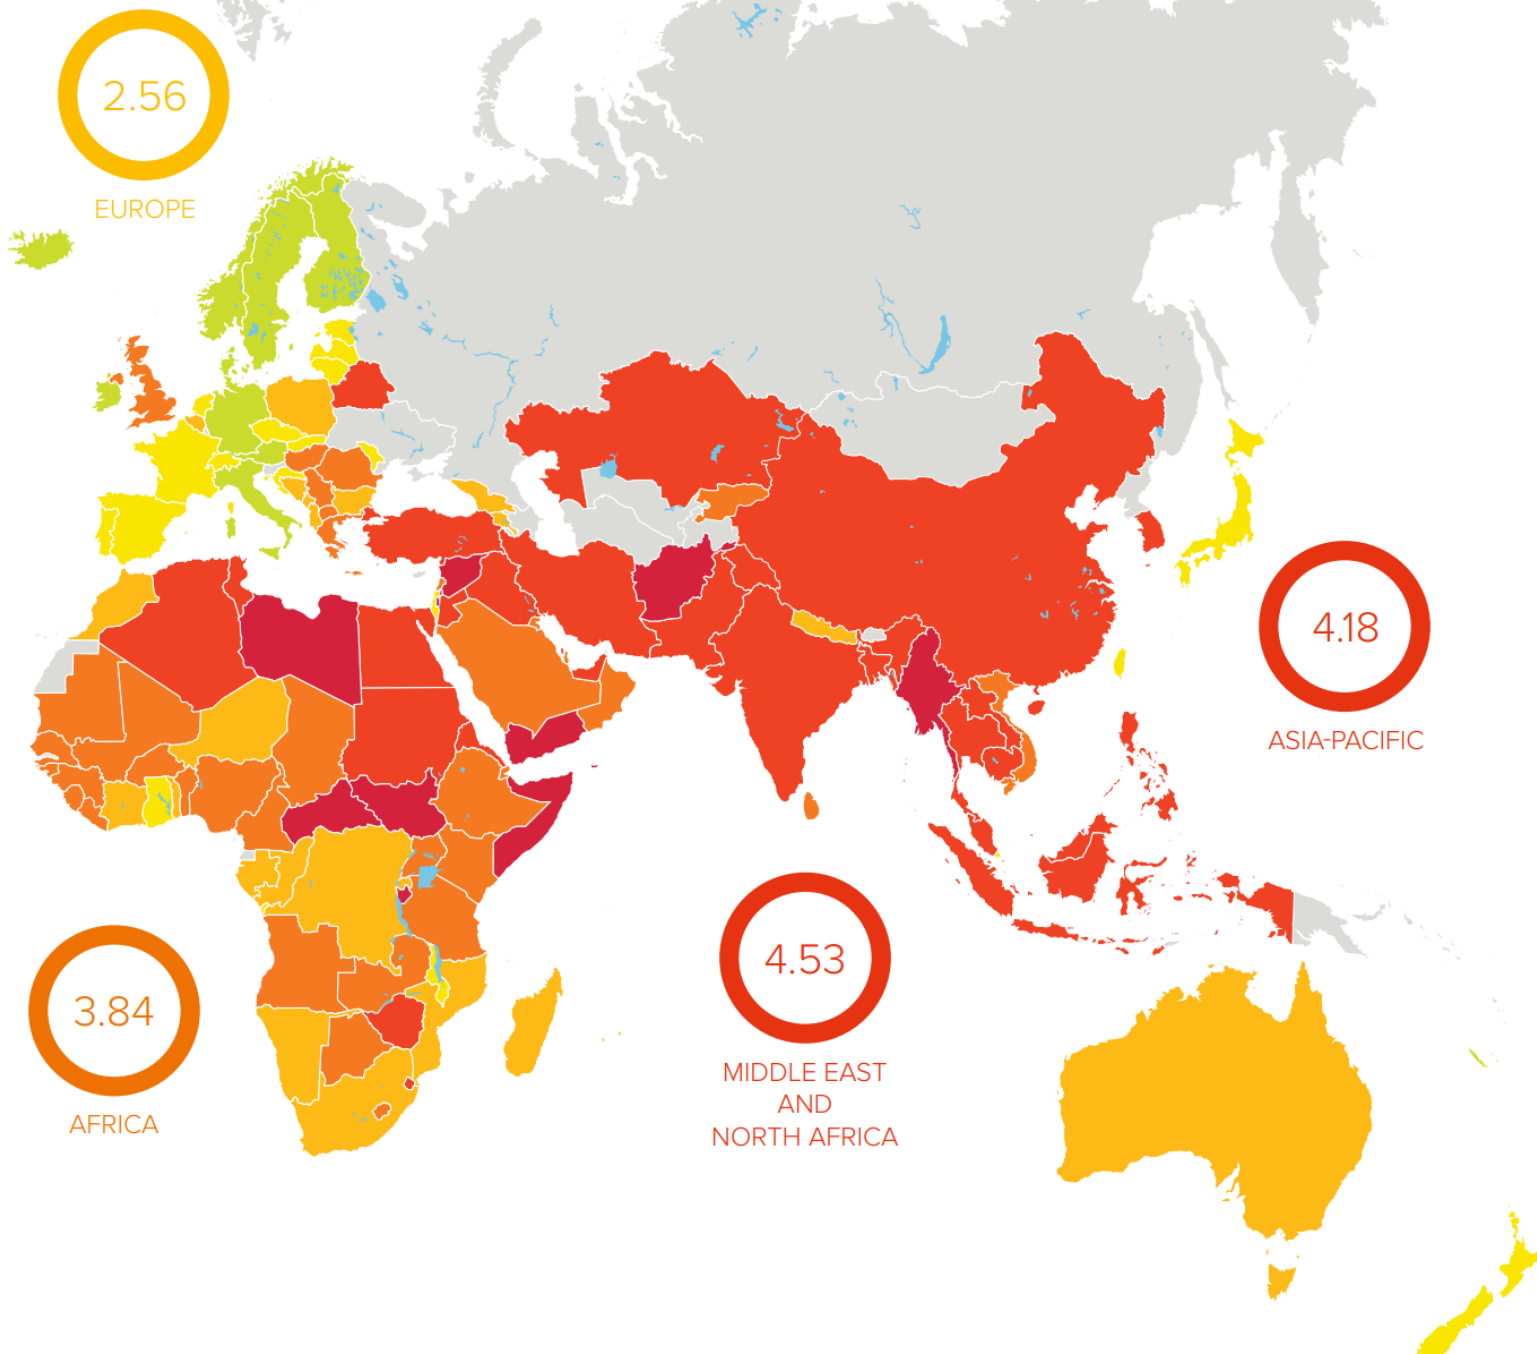 2.56
EUROPE
4.18
ASIA-PACIFIC
3.84
AFRICA
4.53
MIDDLE EAST
AND
NORTH AFRICA